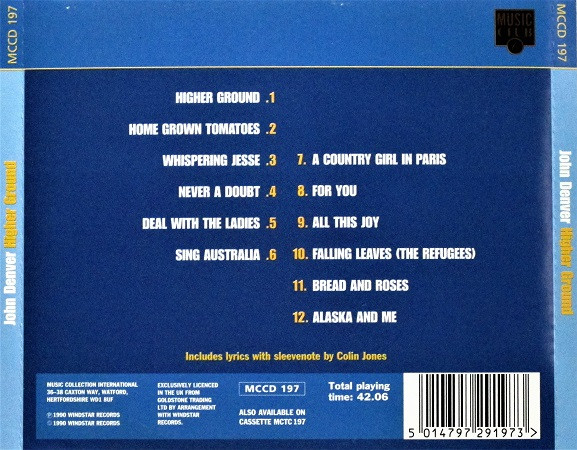 MCCD 197
MUSIC
CLUB
MCCD 197
HIGHER GROUND .1
HOME GROWN TOMATOES .2
WHISPERING JESSE .3
NEVER A DOUBT .4
DEAL WITH THE LADIES .5
SING AUSTRALIA .6
7. A COUNTRY GIRL IN PARIS
8. FOR YOU
9. ALL THIS JOY
10. FALLING LEAVES (THE REFUGEES)
11. BREAD AND ROSES
12. ALASKA AND ME
John Denver Higher Ground
John Denver Higher Ground
Includes lyrics with sleevenote by Colin Jones
MUSIC COLLECTION INTERNATIONAL
36-38 CAXTON WAY, WATFORD,
HERTFORDSHIRE WD1 8UF
℗ 1990 WINDSTAR RECORDS
© 1990 WINDSTAR RECORDS
EXCLUSIVELY LICENCED
IN THE UK FROM
GOLDSTONE TRADING
LTD BY ARRANGEMENT
WITH WINDSTAR
RECORDS.
MCCD 197
ALSO AVAILABLE ON
CASSETTE MCTC 197
Total playing
time: 42.06
5 014797 291973 >